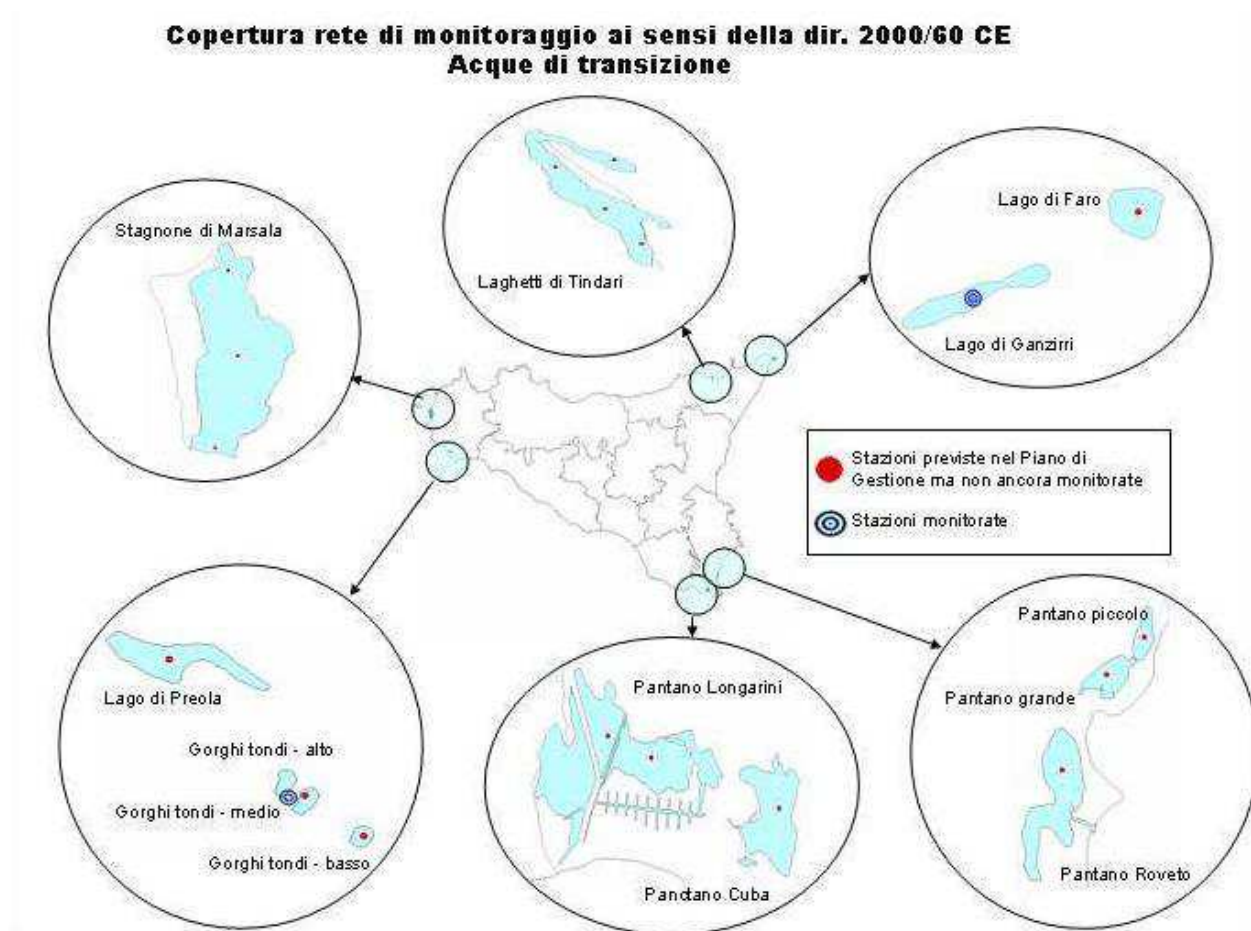 Copertura rete di monitoraggio ai sensi della dir. 2000/60 CE
Acque di transizione
Stagnone di Marsala
Laghetti di Tindari
Lago di Faro
Lago di Ganzirri
Stazioni previste nel Piano di
Gestione ma non ancora monitorate
Stazioni monitorate
Lago di Preola
Gorghi tondi - alto
Gorghi tondi - medio
Gorghi tondi - basso
Pantano Longarini
Panotano Cuba
Pantano piccolo
Pantano grande
Pantano Roveto